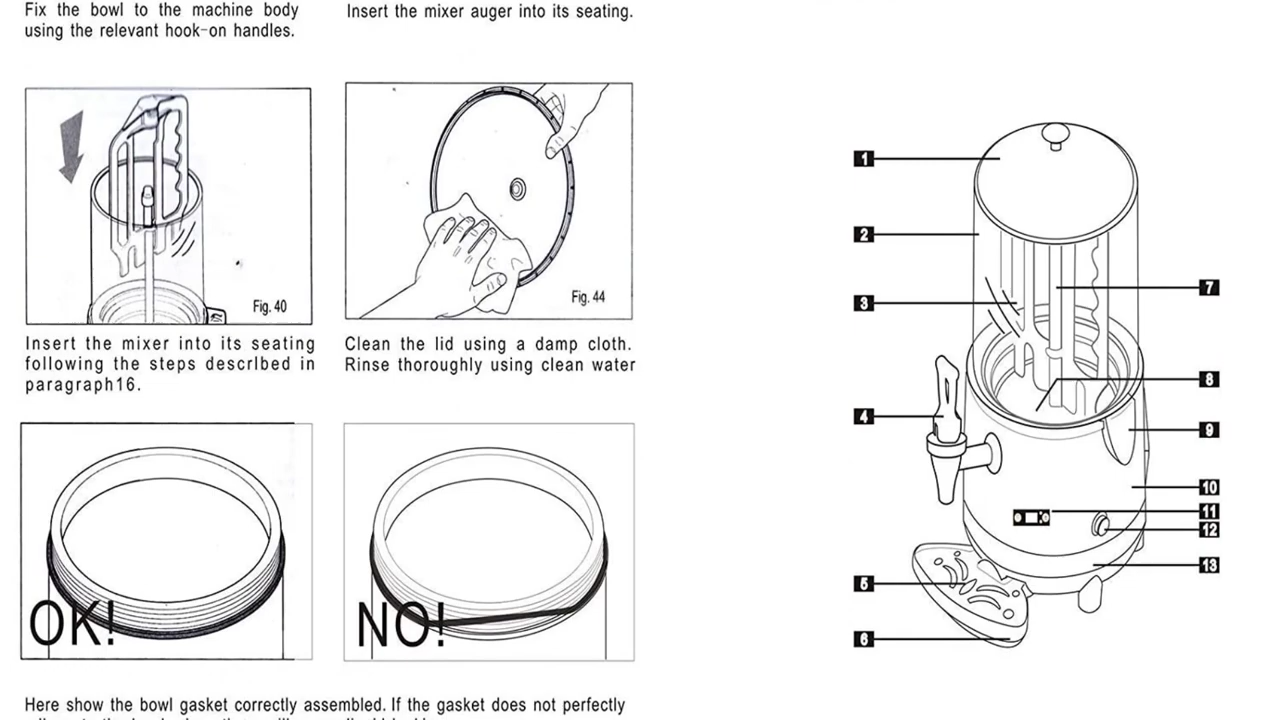 Fix the bowl to the machine body
using the relevant hook-on handles.
Insert the mixer auger into its seating.
Fig. 40
Insert the mixer into its seating
following the steps descrlbed in
paragraph16.
Fig. 44
Clean the lid using a damp cloth.
Rinse thoroughly using clean water
OK!
NO!
Here show the bowl gasket correctly assembled. If the gasket does not perfectly
1
2
3
4
5
6
7
8
9
10
11
12
13